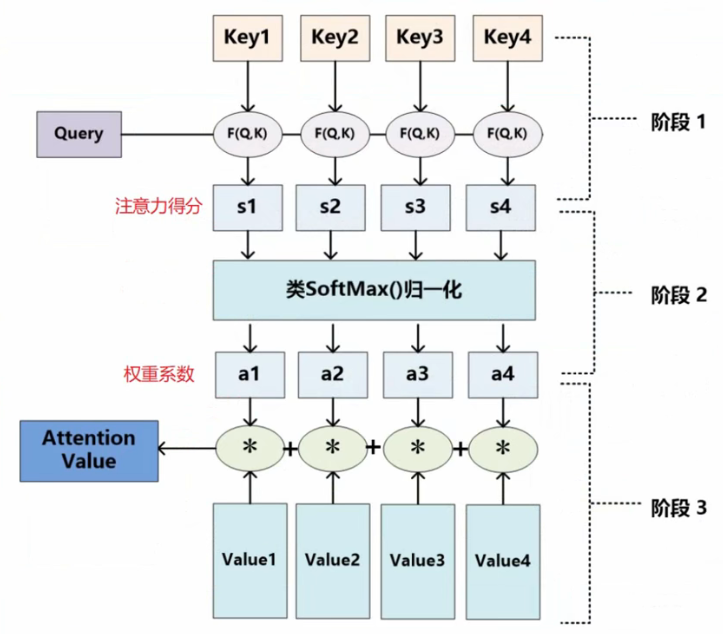 Key1 Key2 Key3 Key4
阶段 1
Query F(Q,K) F(Q,K) F(Q,K) F(Q,K)
注意力得分 s1 s2 s3 s4
类SoftMax()归一化
阶段 2
权重系数 a1 a2 a3 a4
Attention
Value
* + * + * + *
阶段 3
Value1 Value2 Value3 Value4